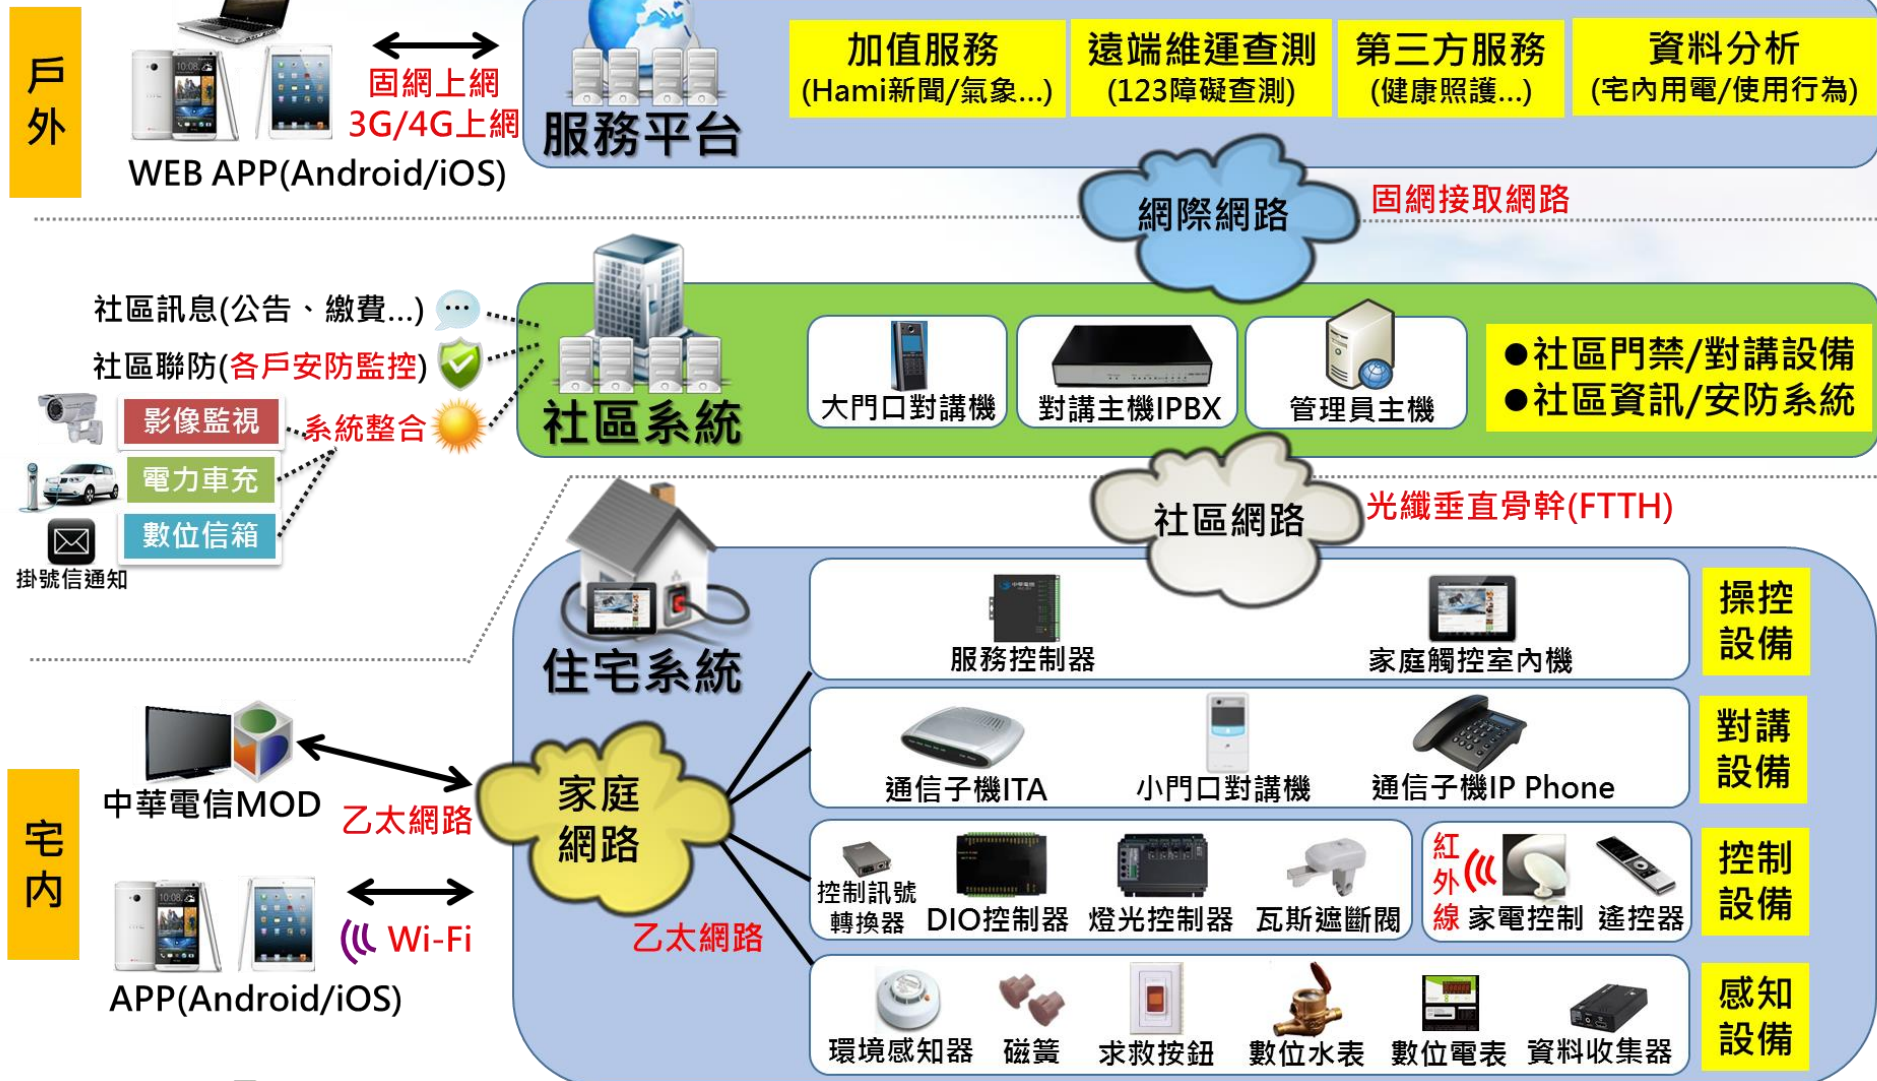 戶外
固網上網
3G/4G上網
WEB APP(Android/iOS)
服務平台
加值服務
(Hami新聞/氣象...)
遠端維運查測
(123障礙查測)
第三方服務
(健康照護...)
資料分析
(宅內用電/使用行為)
網際網路
固網接取網路
社區訊息(公告、繳費...)
社區聯防(各戶安防監控)
影像監視
系統整合
電力車充
數位信箱
掛號信通知
社區系統
大門口對講機
對講主機IPBX
管理員主機
●社區門禁/對講設備
●社區資訊/安防系統
社區網路
光纖垂直骨幹(FTTH)
住宅系統
中華電信
服務控制器
家庭觸控室內機
操控
設備
通信子機ITA
小門口對講機
通信子機IP Phone
對講
設備
宅內
中華電信MOD
乙太網路
家庭
網路
Wi-Fi
APP(Android/iOS)
乙太網路
控制訊號
轉換器
DIO控制器
燈光控制器
瓦斯遮斷閥
紅外線
家電控制
遙控器
控制
設備
環境感知器
磁簧
求救按鈕
數位水表
數位電表
資料收集器
感知
設備